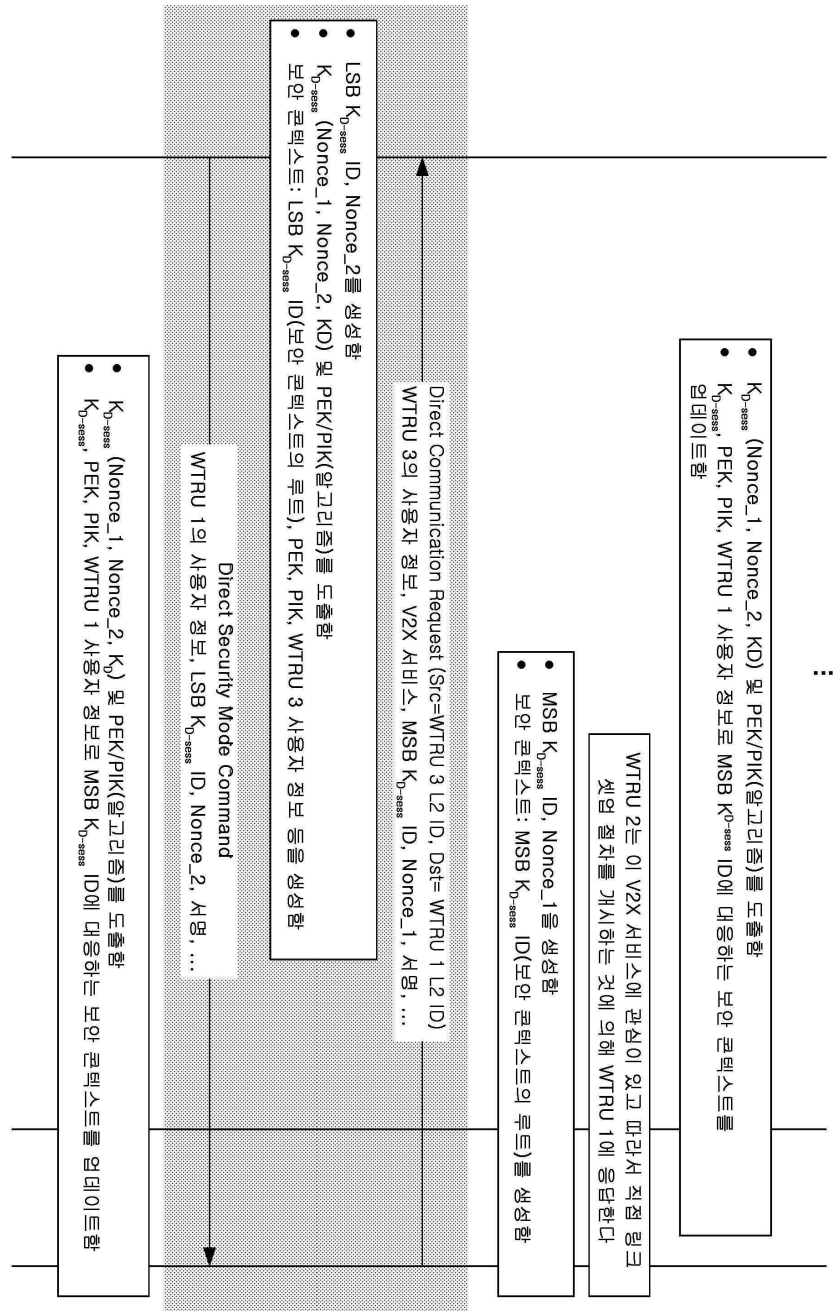 ⋮
• K_D-sess (Nonce_1, Nonce_2, KD) 및 PEK/PIK(알고리즘)를 도출함
• K_D-sess, PEK, PIK, WTRU 1 사용자 정보로 MSB K^D-sess ID에 대응하는 보안 콘텍스트를
업데이트함
WTRU 2는 이 V2X 서비스에 관심이 있고 따라서 직접 링크
셋업 절차를 개시하는 것에 의해 WTRU 1에 응답한다
• MSB K_D-sess ID, Nonce_1을 생성함
• 보안 콘텍스트: MSB K_D-sess ID(보안 콘텍스트의 루트)를 생성함
Direct Communication Request (Src=WTRU 3 L2 ID, Dst= WTRU 1 L2 ID)
WTRU 3의 사용자 정보, V2X 서비스, MSB K_D-sess ID, Nonce_1, 서명, ...
• LSB K_D-sess ID, Nonce_2를 생성함
• K_D-sess (Nonce_1, Nonce_2, KD) 및 PEK/PIK(알고리즘)를 도출함
• 보안 콘텍스트: LSB K_D-sess ID(보안 콘텍스트의 루트), PEK, PIK, WTRU 3 사용자 정보 등을 생성함
Direct Security Mode Command
WTRU 1의 사용자 정보, LSB K_D-sess ID, Nonce_2, 서명, ...
• K_D-sess (Nonce_1, Nonce_2, K_D) 및 PEK/PIK(알고리즘)를 도출함
• K_D-sess, PEK, PIK, WTRU 1 사용자 정보로 MSB K_D-sess ID에 대응하는 보안 콘텍스트를 업데이트함